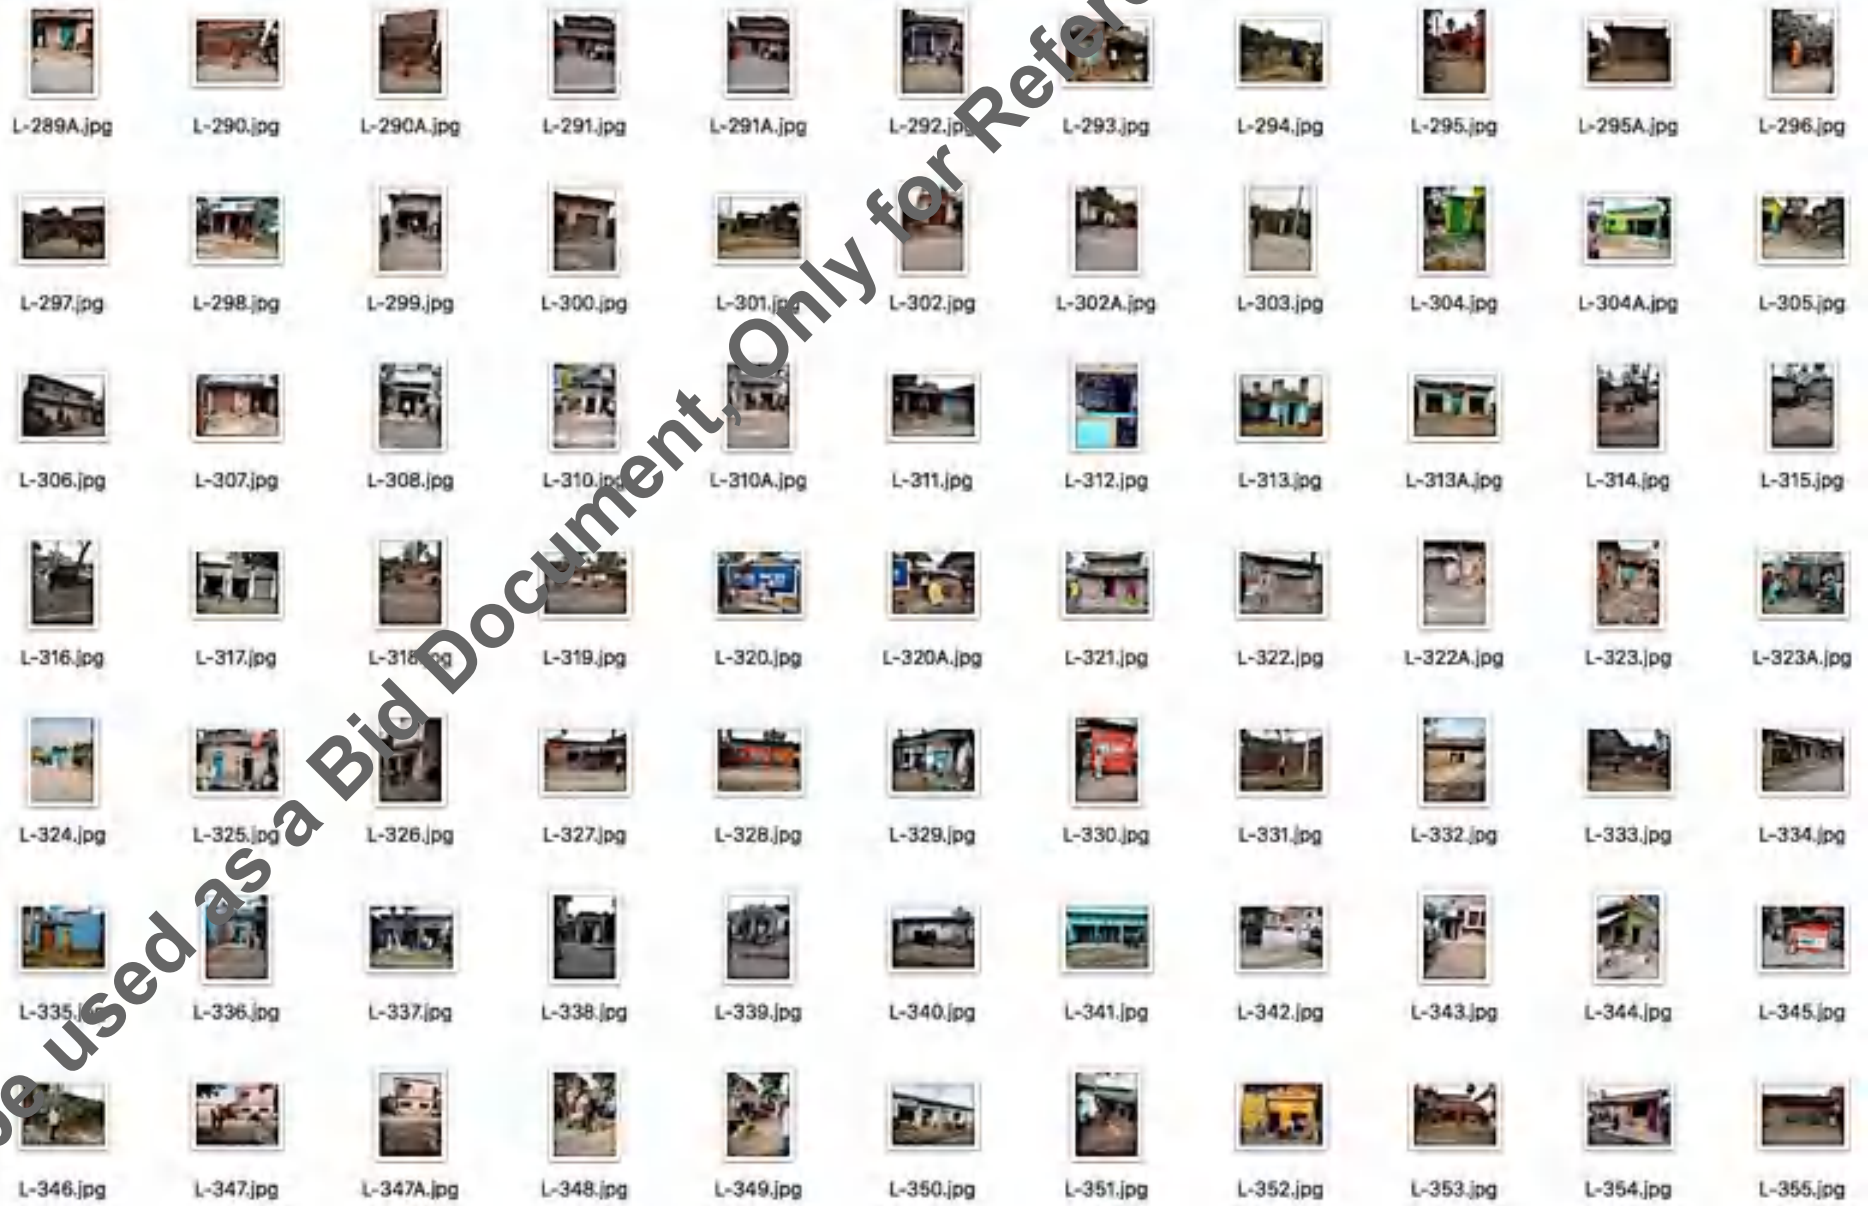 L-289A.jpg L-290.jpg L-290A.jpg L-291.jpg L-291A.jpg L-292.jpg L-293.jpg L-294.jpg L-295.jpg L-295A.jpg L-296.jpg
L-297.jpg L-298.jpg L-299.jpg L-300.jpg L-301.jpg L-302.jpg L-302A.jpg L-303.jpg L-304.jpg L-304A.jpg L-305.jpg
L-306.jpg L-307.jpg L-308.jpg L-310.jpg L-310A.jpg L-311.jpg L-312.jpg L-313.jpg L-313A.jpg L-314.jpg L-315.jpg
L-316.jpg L-317.jpg L-318.jpg L-319.jpg L-320.jpg L-320A.jpg L-321.jpg L-322.jpg L-322A.jpg L-323.jpg L-323A.jpg
L-324.jpg L-325.jpg L-326.jpg L-327.jpg L-328.jpg L-329.jpg L-330.jpg L-331.jpg L-332.jpg L-333.jpg L-334.jpg
L-335.jpg L-336.jpg L-337.jpg L-338.jpg L-339.jpg L-340.jpg L-341.jpg L-342.jpg L-343.jpg L-344.jpg L-345.jpg
L-346.jpg L-347.jpg L-347A.jpg L-348.jpg L-349.jpg L-350.jpg L-351.jpg L-352.jpg L-353.jpg L-354.jpg L-355.jpg
be used as a Bid Document, Only for Refer